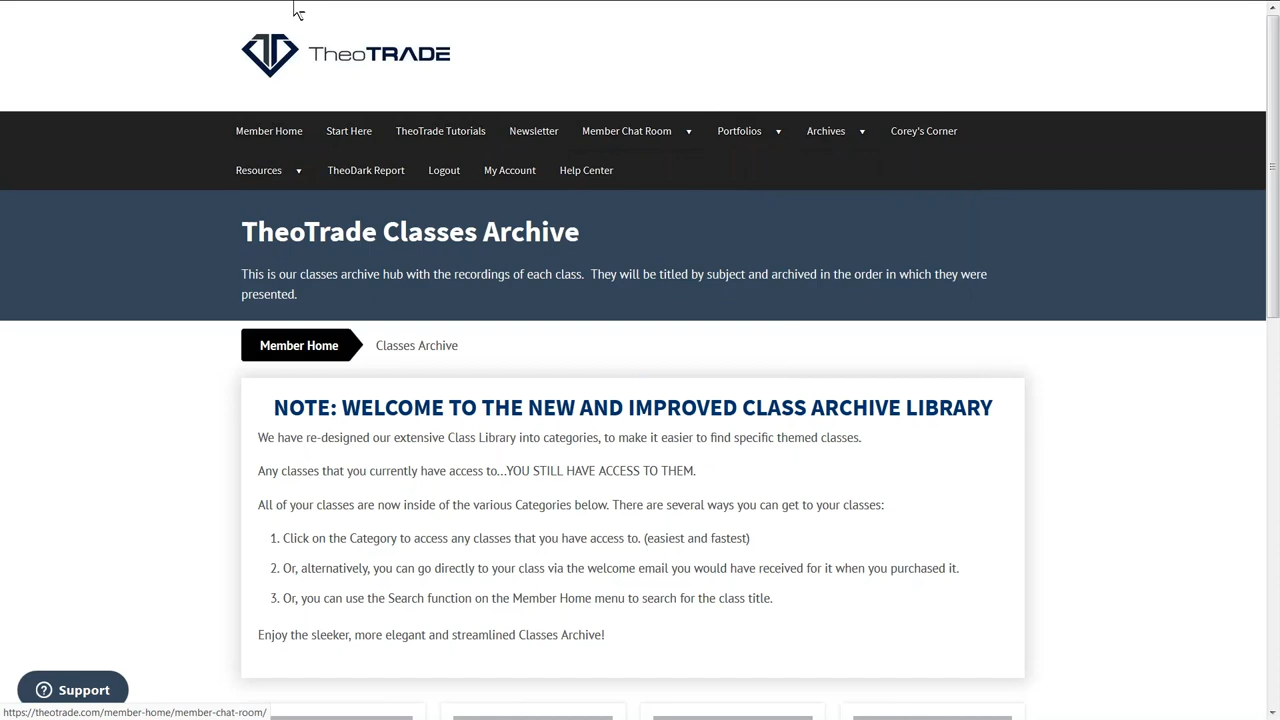 TheoTRADE
Member Home Start Here TheoTrade Tutorials Newsletter Member Chat Room ▼ Portfolios ▼ Archives ▼ Corey's Corner
Resources ▼ TheoDark Report Logout My Account Help Center
TheoTrade Classes Archive
This is our classes archive hub with the recordings of each class. They will be titled by subject and archived in the order in which they were
presented.
Member Home Classes Archive
NOTE: WELCOME TO THE NEW AND IMPROVED CLASS ARCHIVE LIBRARY
We have re-designed our extensive Class Library into categories, to make it easier to find specific themed classes.
Any classes that you currently have access to...YOU STILL HAVE ACCESS TO THEM.
All of your classes are now inside of the various Categories below. There are several ways you can get to your classes:
1. Click on the Category to access any classes that you have access to. (easiest and fastest)
2. Or, alternatively, you can go directly to your class via the welcome email you would have received for it when you purchased it.
3. Or, you can use the Search function on the Member Home menu to search for the class title.
Enjoy the sleeker, more elegant and streamlined Classes Archive!
? Support
https://theotrade.com/member-home/member-chat-room/